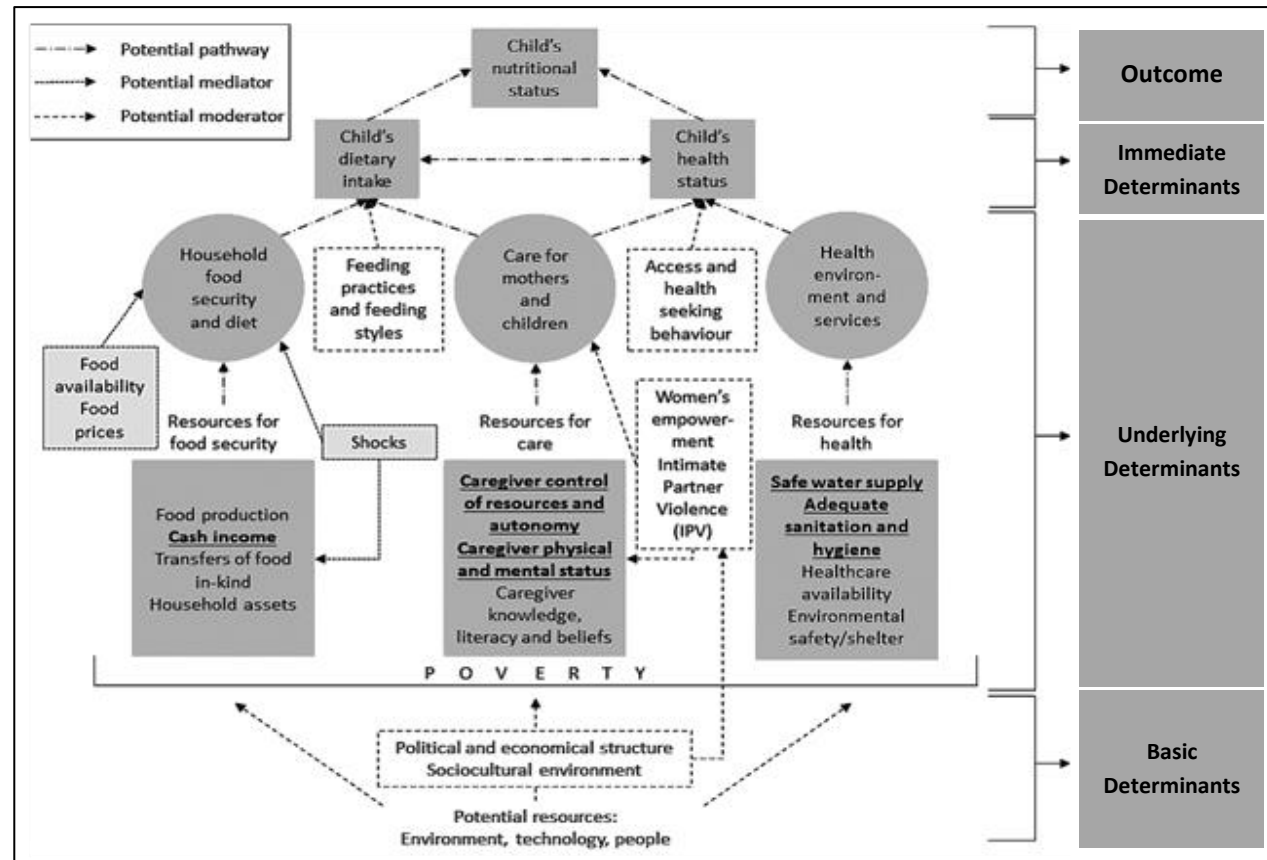 Potential pathway
Potential mediator
Potential moderator
Child's
nutritional
status
Outcome
Child's
dietary
intake
Child's
health
status
Immediate
Determinants
Household
food
security
and diet
Feeding
practices
and feeding
styles
Care for
mothers
and
children
Access and
health
seeking
behaviour
Health
environ-
ment and
services
Food
availability
Food
prices
Resources for
food security
Shocks
Resources for
care
Women's
empower-
ment
Intimate
Partner
Violence
(IPV)
Resources for
health
Underlying
Determinants
Food production
Cash income
Transfers of food
in-kind
Household assets
Caregiver control
of resources and
autonomy
Caregiver physical
and mental status
Caregiver
knowledge,
literacy and beliefs
Safe water supply
Adequate
sanitation and
hygiene
Healthcare
availability
Environmental
safety/shelter
P O V E R T Y
Political and economical structure
Sociocultural environment
Basic
Determinants
Potential resources:
Environment, technology, people